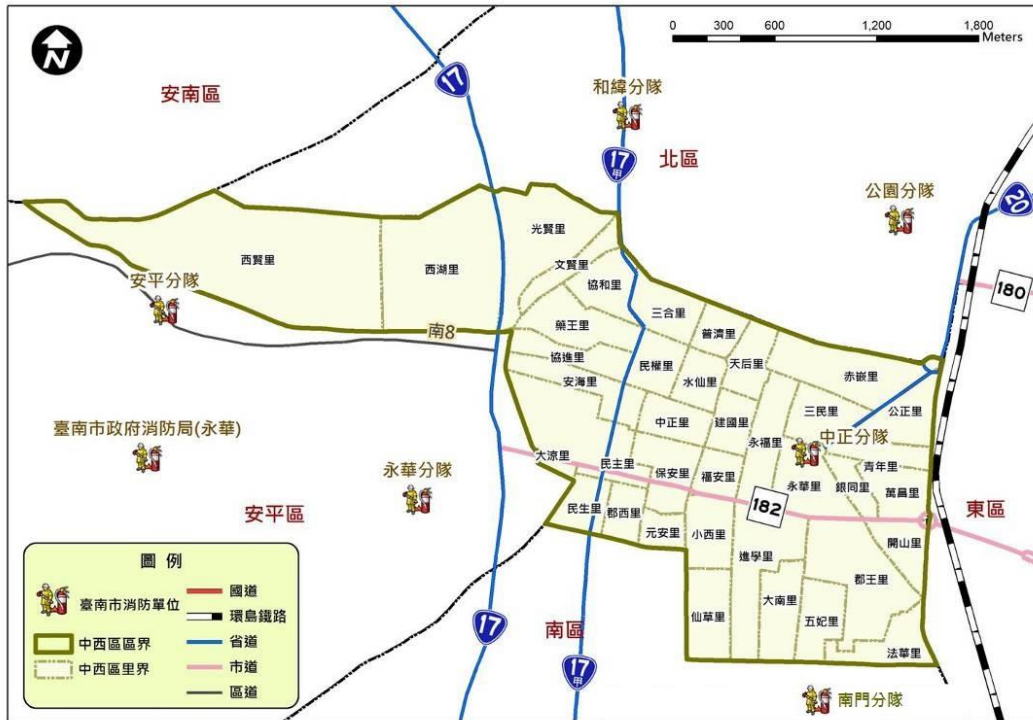 0 300 600 1,200 1,800
Meters
N
17
安南區
和緯分隊
17甲
北區
公園分隊
20
180
光賢里
西賢里
西湖里
文賢里
協和里
安平分隊
三合里
普濟里
藥王里
南8
協進里
民權里
天后里
赤嵌里
安海里
水仙里
三民里
公正里
中正里
建國里
永福里
中正分隊
臺南市政府消防局(永華)
大涼里
民主里
保安里
福安里
青年里
永華分隊
永華里
銀同里
萬昌里
182
東區
安平區
民生里
郡西里
元安里
小西里
開山里
進學里
郡王里
大南里
仙草里
五妃里
17
南區
17甲
法華里
南門分隊
圖例
臺南市消防單位
中西區區界
中西區里界
國道
環島鐵路
省道
市道
區道